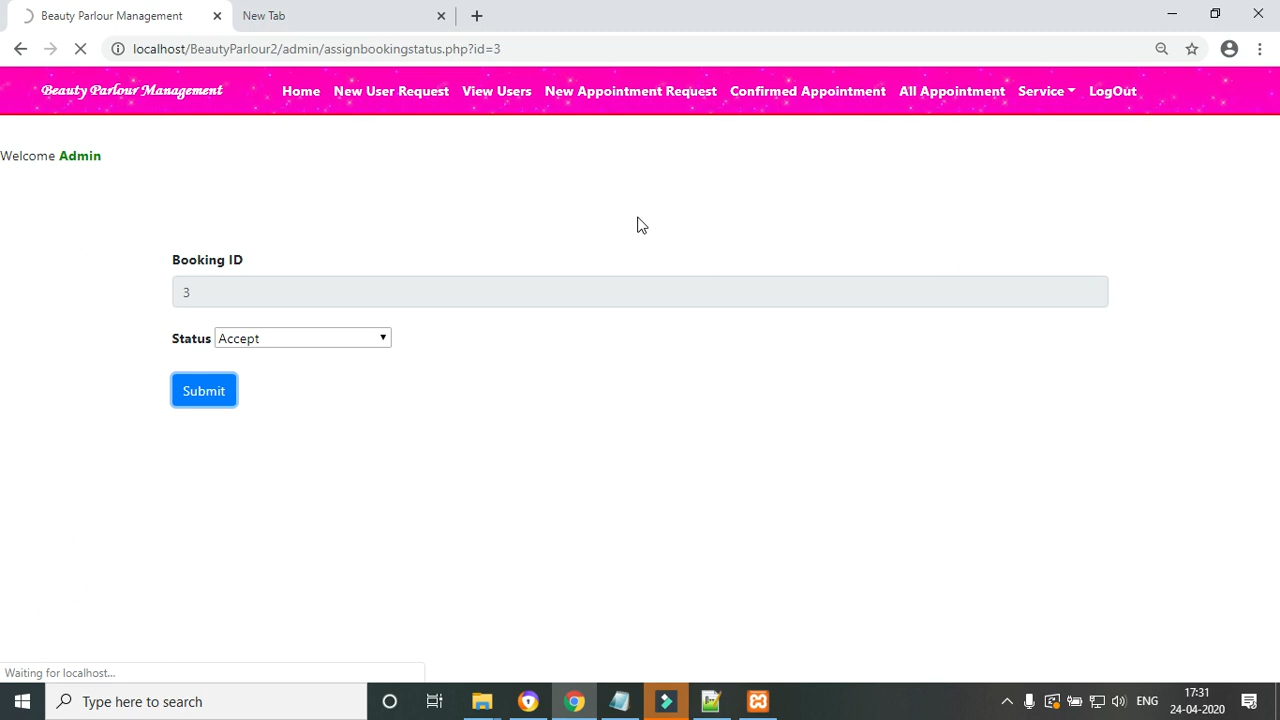 Beauty Parlour Management
New Tab
localhost/BeautyParlour2/admin/assignbookingstatus.php?id=3
Beauty Parlour Management Home New User Request View Users New Appointment Request Confirmed Appointment All Appointment Service LogOut
Welcome Admin
Booking ID
3
Status Accept
Submit
Waiting for localhost...
Type here to search
ENG
17:31
24-04-2020